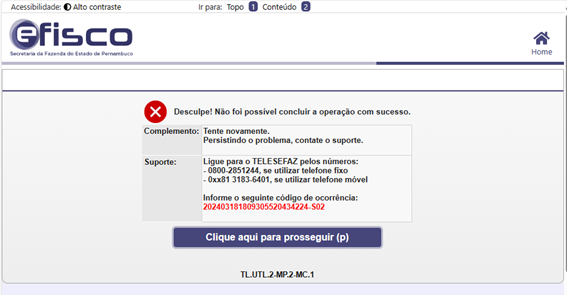 Acessibilidade: Alto contraste Ir para: Topo 1 Conteúdo 2
efisco
Secretaria da Fazenda do Estado de Pernambuco
Home
Desculpe! Não foi possível concluir a operação com sucesso.
Complemento: Tente novamente.
Persistindo o problema, contate o suporte.
Suporte: Ligue para o TELESEFAZ pelos números:
- 0800-2851244, se utilizar telefone fixo
- 0xx81 3183-6401, se utilizar telefone móvel
Informe o seguinte código de ocorrência:
202403181809305520434224-S02
Clique aqui para prosseguir (p)
TL.UTL.2-MP.2-MC.1